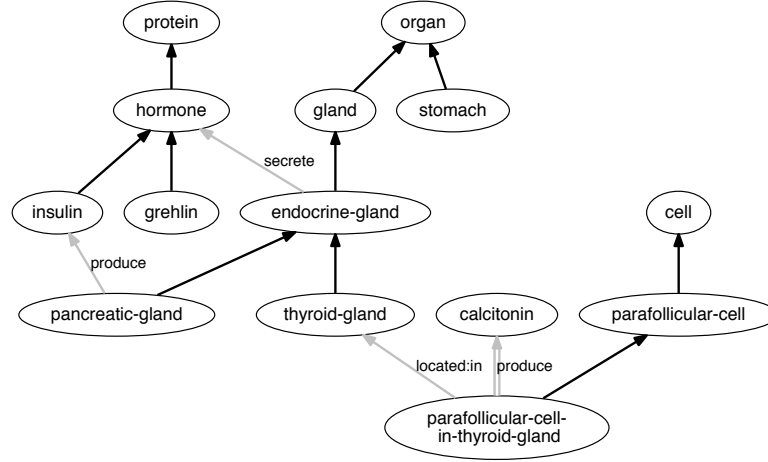 protein
organ
hormone
gland
stomach
secrete
insulin
grehlin
endocrine-gland
cell
produce
pancreatic-gland
thyroid-gland
calcitonin
parafollicular-cell
located:in
produce
parafollicular-cell-
in-thyroid-gland